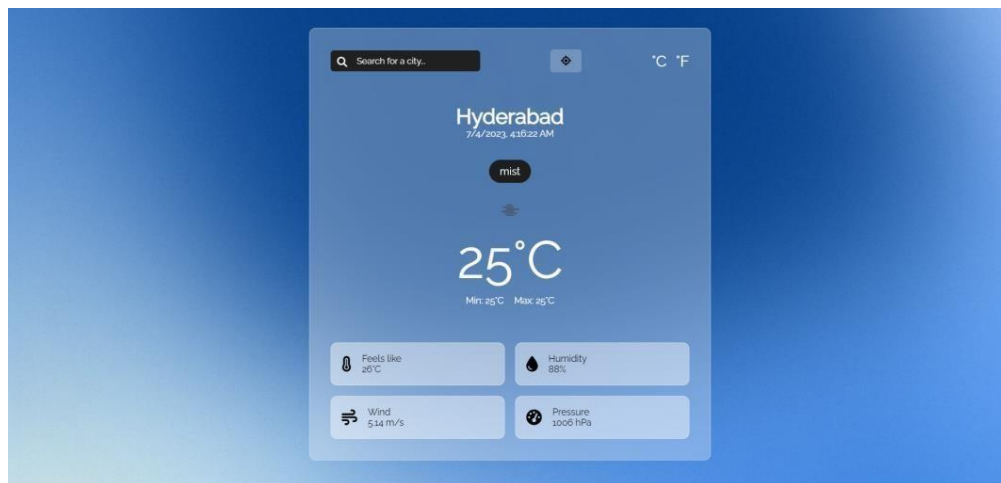 Search for a city.. °C °F
Hyderabad
7/4/2023, 4:16:22 AM
mist
25°C
Min: 25°C Max: 25°C
Feels like
26°C
Humidity
88%
Wind
5.14 m/s
Pressure
1006 hPa